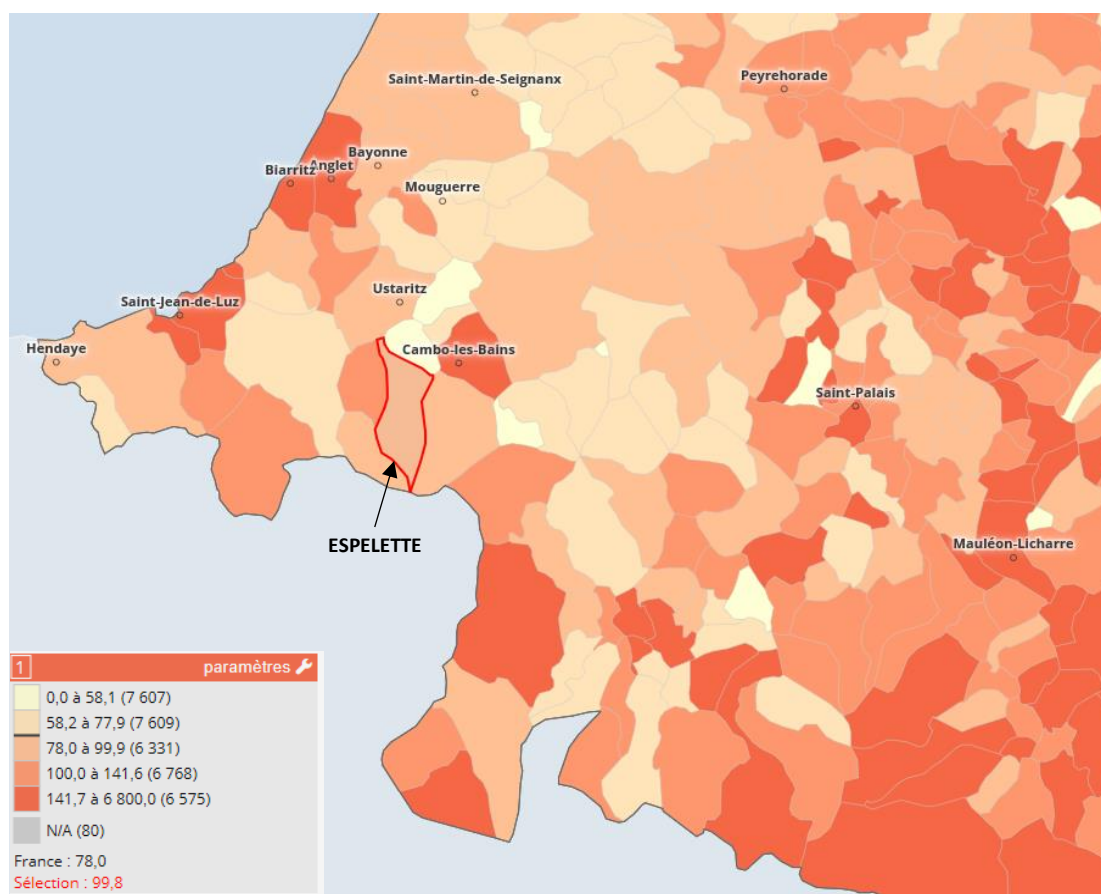 Saint-Martin-de-Seignanx
Peyrehorade
Bayonne
Biarritz
Anglet
Mouguerre
Ustaritz
Saint-Jean-de-Luz
Hendaye
Cambo-les-Bains
Saint-Palais
ESPELETTE
Mauléon-Licharre
1 paramètres
0,0 à 58,1 (7 607)
58,2 à 77,9 (7 609)
78,0 à 99,9 (6 331)
100,0 à 141,6 (6 768)
141,7 à 6 800,0 (6 575)
N/A (80)
France : 78,0
Sélection : 99,8